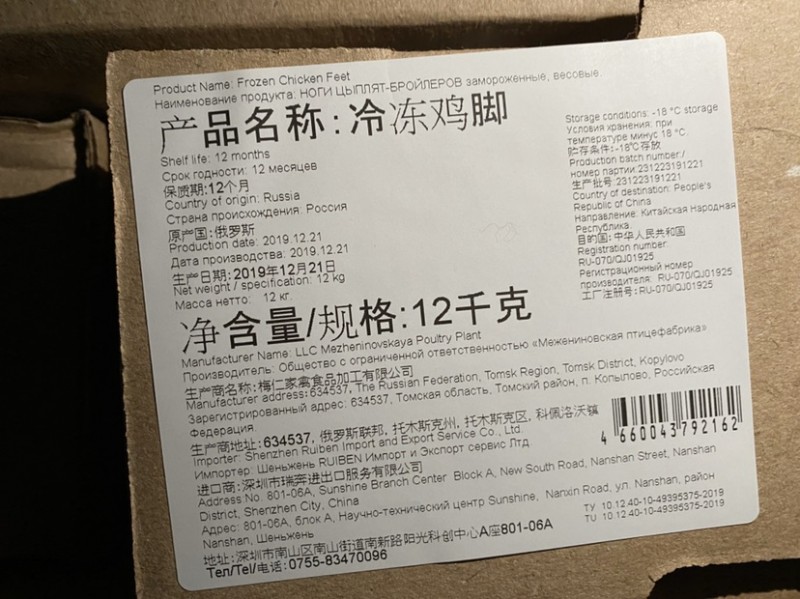 Product Name: Frozen Chicken Feet
Наименование продукта: НОГИ ЦЫПЛЯТ-БРОЙЛЕРОВ замороженные, весовые.
产品名称:冷冻鸡脚
Shelf life: 12 months
Срок годности: 12 месяцев
保质期:12个月
Country of origin: Russia
Страна происхождения: Россия
原产国:俄罗斯
Production date: 2019.12.21
Дата производства: 2019.12.21
生产日期:2019年12月21日
Net weight / specification: 12 kg
Масса нетто: 12 кг.
净含量/规格:12千克
Storage conditions: -18 °C storage
Условия хранения: при
температуре минус 18 °C.
贮存条件:-18℃存放
Production batch number:/
номер партии:231223191221
生产批号:231223191221
Country of destination: People's
Republic of China
Направление: Китайская Народная
Республика.
目的国:中华人民共和国
Registration number:
RU-070/QJ01925
Регистрационный номер
производителя: RU-070/QJ01925
工厂注册号:RU-070/QJ01925
Manufacturer Name: LLC Mezheninovskaya Poultry Plant
Производитель: Общество с ограниченной ответственностью «Межениновская птицефабрика»
生产商名称:梅仁家禽食品加工有限公司
Manufacturer address:634537, The Russian Federation, Tomsk Region, Tomsk District, Kopylovo
Зарегистрированный адрес: 634537, Томская область, Томский район, п. Копылово, Российская
Федерация.
生产商地址:634537, 俄罗斯联邦, 托木斯克州, 托木斯克区, 科佩洛沃镇
Importer: Shenzhen Ruiben Import and Export Service Co., Ltd.
Импортер: Шеньжень RUIBEN Импорт и Экспорт сервис Лтд
进口商:深圳市瑞奔进出口服务有限公司
Address No. 801-06A, Sunshine Branch Center Block A, New South Road, Nanshan Street, Nanshan
District, Shenzhen City, China
Адрес: 801-06A, блок A, Научно-технический центр Sunshine, Nanxin Road, ул. Nanshan, район
Nanshan, Шеньжень
地址:深圳市南山区南山街道南新路阳光科创中心A座801-06A
Тел/Tel/电话:0755-83470096
4 660043 792162
ТУ 10.12.40-10-49395375-2019
TU 10.12.40-10-49395375-2019